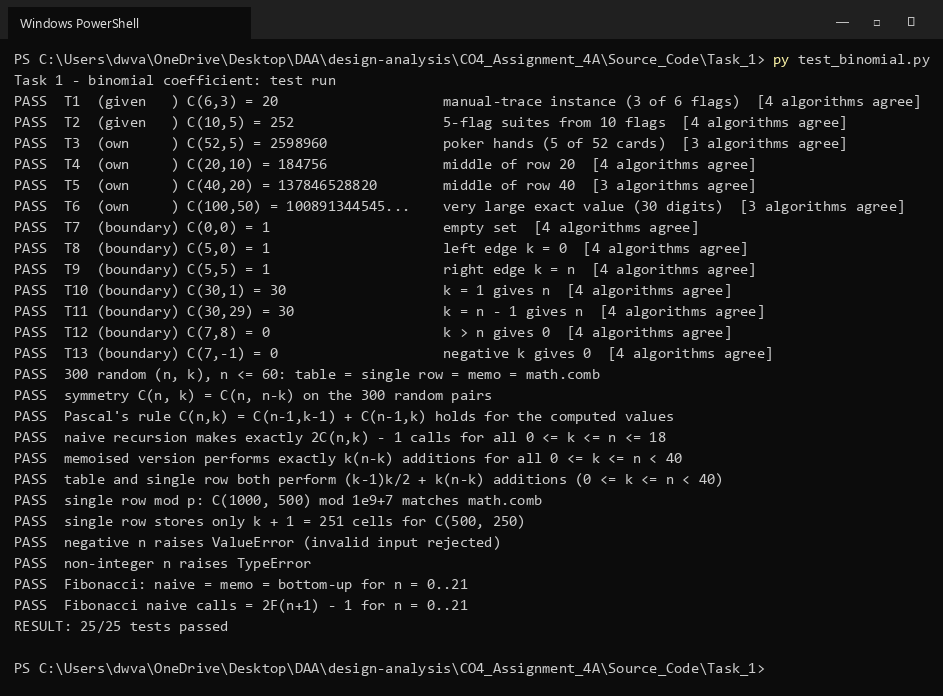 Windows PowerShell
PS C:\Users\dwva\OneDrive\Desktop\DAA\design-analysis\CO4_Assignment_4A\Source_Code\Task_1> py test_binomial.py
Task 1 - binomial coefficient: test run
PASS  T1  (given   ) C(6,3) = 20                    manual-trace instance (3 of 6 flags)  [4 algorithms agree]
PASS  T2  (given   ) C(10,5) = 252                  5-flag suites from 10 flags  [4 algorithms agree]
PASS  T3  (own     ) C(52,5) = 2598960              poker hands (5 of 52 cards)  [3 algorithms agree]
PASS  T4  (own     ) C(20,10) = 184756              middle of row 20  [4 algorithms agree]
PASS  T5  (own     ) C(40,20) = 137846528820        middle of row 40  [3 algorithms agree]
PASS  T6  (own     ) C(100,50) = 100891344545...    very large exact value (30 digits)  [3 algorithms agree]
PASS  T7  (boundary) C(0,0) = 1                     empty set  [4 algorithms agree]
PASS  T8  (boundary) C(5,0) = 1                     left edge k = 0  [4 algorithms agree]
PASS  T9  (boundary) C(5,5) = 1                     right edge k = n  [4 algorithms agree]
PASS  T10 (boundary) C(30,1) = 30                   k = 1 gives n  [4 algorithms agree]
PASS  T11 (boundary) C(30,29) = 30                  k = n - 1 gives n  [4 algorithms agree]
PASS  T12 (boundary) C(7,8) = 0                     k > n gives 0  [4 algorithms agree]
PASS  T13 (boundary) C(7,-1) = 0                    negative k gives 0  [4 algorithms agree]
PASS  300 random (n, k), n <= 60: table = single row = memo = math.comb
PASS  symmetry C(n, k) = C(n, n-k) on the 300 random pairs
PASS  Pascal's rule C(n,k) = C(n-1,k-1) + C(n-1,k) holds for the computed values
PASS  naive recursion makes exactly 2C(n,k) - 1 calls for all 0 <= k <= n <= 18
PASS  memoised version performs exactly k(n-k) additions for all 0 <= k <= n < 40
PASS  table and single row both perform (k-1)k/2 + k(n-k) additions (0 <= k <= n < 40)
PASS  single row mod p: C(1000, 500) mod 1e9+7 matches math.comb
PASS  single row stores only k + 1 = 251 cells for C(500, 250)
PASS  negative n raises ValueError (invalid input rejected)
PASS  non-integer n raises TypeError
PASS  Fibonacci: naive = memo = bottom-up for n = 0..21
PASS  Fibonacci naive calls = 2F(n+1) - 1 for n = 0..21
RESULT: 25/25 tests passed
PS C:\Users\dwva\OneDrive\Desktop\DAA\design-analysis\CO4_Assignment_4A\Source_Code\Task_1>